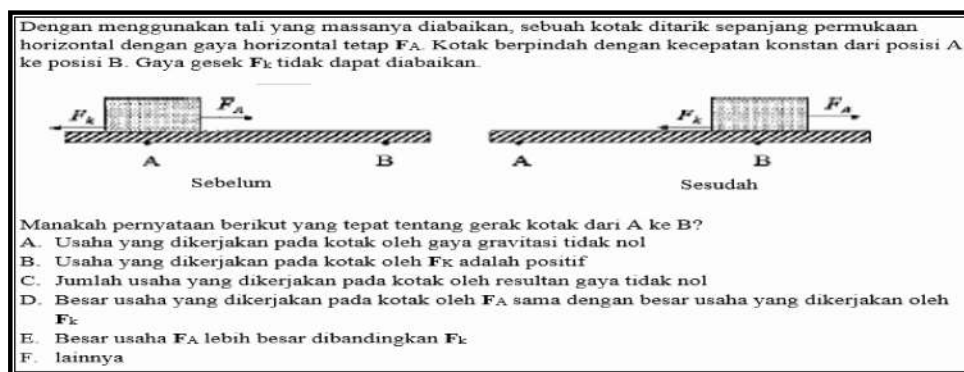 Dengan menggunakan tali yang massanya diabaikan, sebuah kotak ditarik sepanjang permukaan
horizontal dengan gaya horizontal tetap FA. Kotak berpindah dengan kecepatan konstan dari posisi A
ke posisi B. Gaya gesek Fk tidak dapat diabaikan.
Fk FA Fk FA
A B A B
Sebelum Sesudah
Manakah pernyataan berikut yang tepat tentang gerak kotak dari A ke B?
A. Usaha yang dikerjakan pada kotak oleh gaya gravitasi tidak nol
B. Usaha yang dikerjakan pada kotak oleh FK adalah positif
C. Jumlah usaha yang dikerjakan pada kotak oleh resultan gaya tidak nol
D. Besar usaha yang dikerjakan pada kotak oleh FA sama dengan besar usaha yang dikerjakan oleh
Fk
E. Besar usaha FA lebih besar dibandingkan Fk
F. lainnya